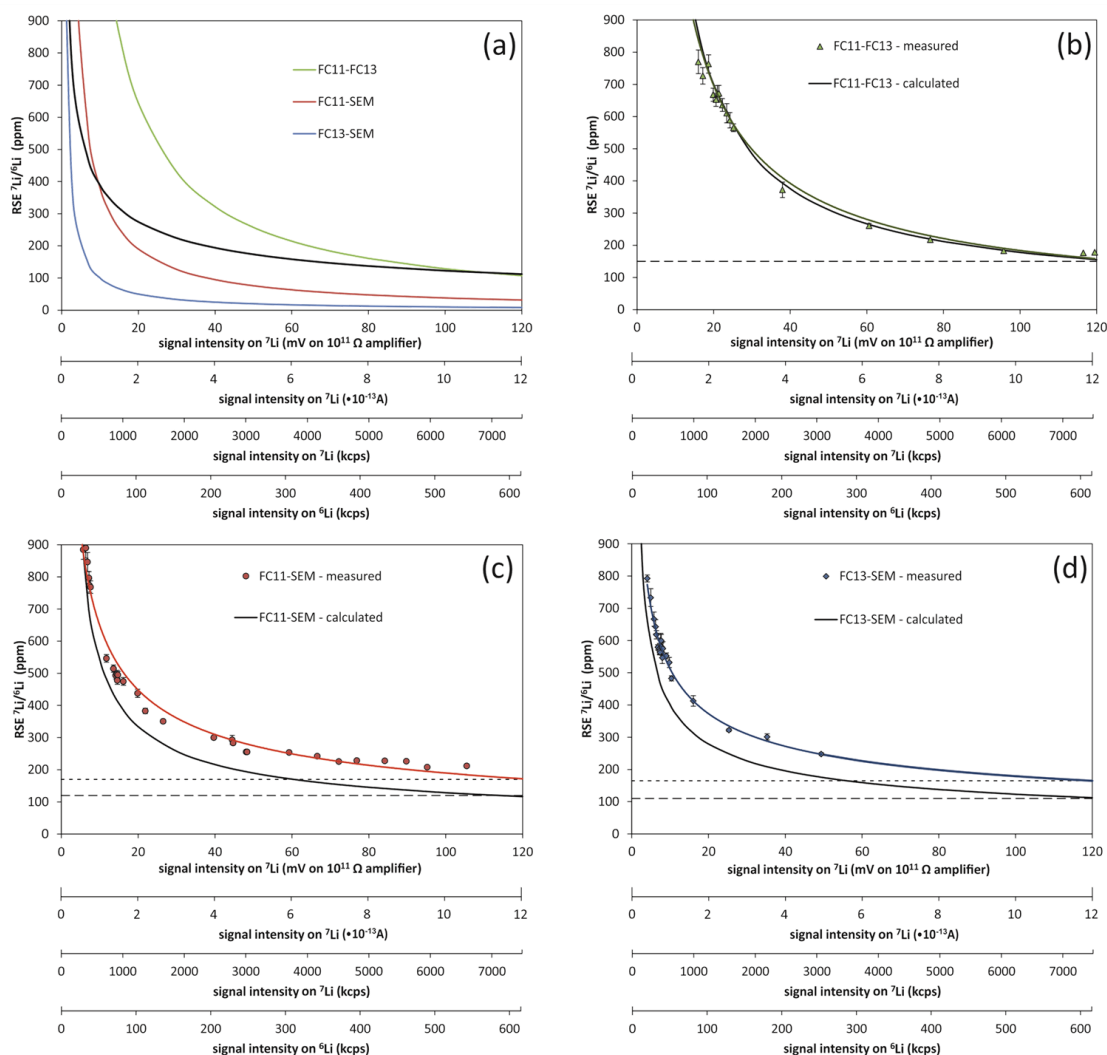 (a)
FC11-FC13
FC11-SEM
FC13-SEM
RSE ⁷Li/⁶Li (ppm)
900
800
700
600
500
400
300
200
100
0
0 20 40 60 80 100 120
signal intensity on ⁷Li (mV on 10¹¹ Ω amplifier)
0 2 4 6 8 10 12
signal intensity on ⁷Li (•10⁻¹³A)
0 1000 2000 3000 4000 5000 6000 7000
signal intensity on ⁷Li (kcps)
0 100 200 300 400 500 600
signal intensity on ⁶Li (kcps)
(b)
FC11-FC13 - measured
FC11-FC13 - calculated
RSE ⁷Li/⁶Li (ppm)
900
800
700
600
500
400
300
200
100
0
0 20 40 60 80 100 120
signal intensity on ⁷Li (mV on 10¹¹ Ω amplifier)
0 2 4 6 8 10 12
signal intensity on ⁷Li (•10⁻¹³A)
0 1000 2000 3000 4000 5000 6000 7000
signal intensity on ⁷Li (kcps)
0 100 200 300 400 500 600
signal intensity on ⁶Li (kcps)
(c)
FC11-SEM - measured
FC11-SEM - calculated
RSE ⁷Li/⁶Li (ppm)
900
800
700
600
500
400
300
200
100
0
0 20 40 60 80 100 120
signal intensity on ⁷Li (mV on 10¹¹ Ω amplifier)
0 2 4 6 8 10 12
signal intensity on ⁷Li (•10⁻¹³A)
0 1000 2000 3000 4000 5000 6000 7000
signal intensity on ⁷Li (kcps)
0 100 200 300 400 500 600
signal intensity on ⁶Li (kcps)
(d)
FC13-SEM - measured
FC13-SEM - calculated
RSE ⁷Li/⁶Li (ppm)
900
800
700
600
500
400
300
200
100
0
0 20 40 60 80 100 120
signal intensity on ⁷Li (mV on 10¹¹ Ω amplifier)
0 2 4 6 8 10 12
signal intensity on ⁷Li (•10⁻¹³A)
0 1000 2000 3000 4000 5000 6000 7000
signal intensity on ⁷Li (kcps)
0 100 200 300 400 500 600
signal intensity on ⁶Li (kcps)